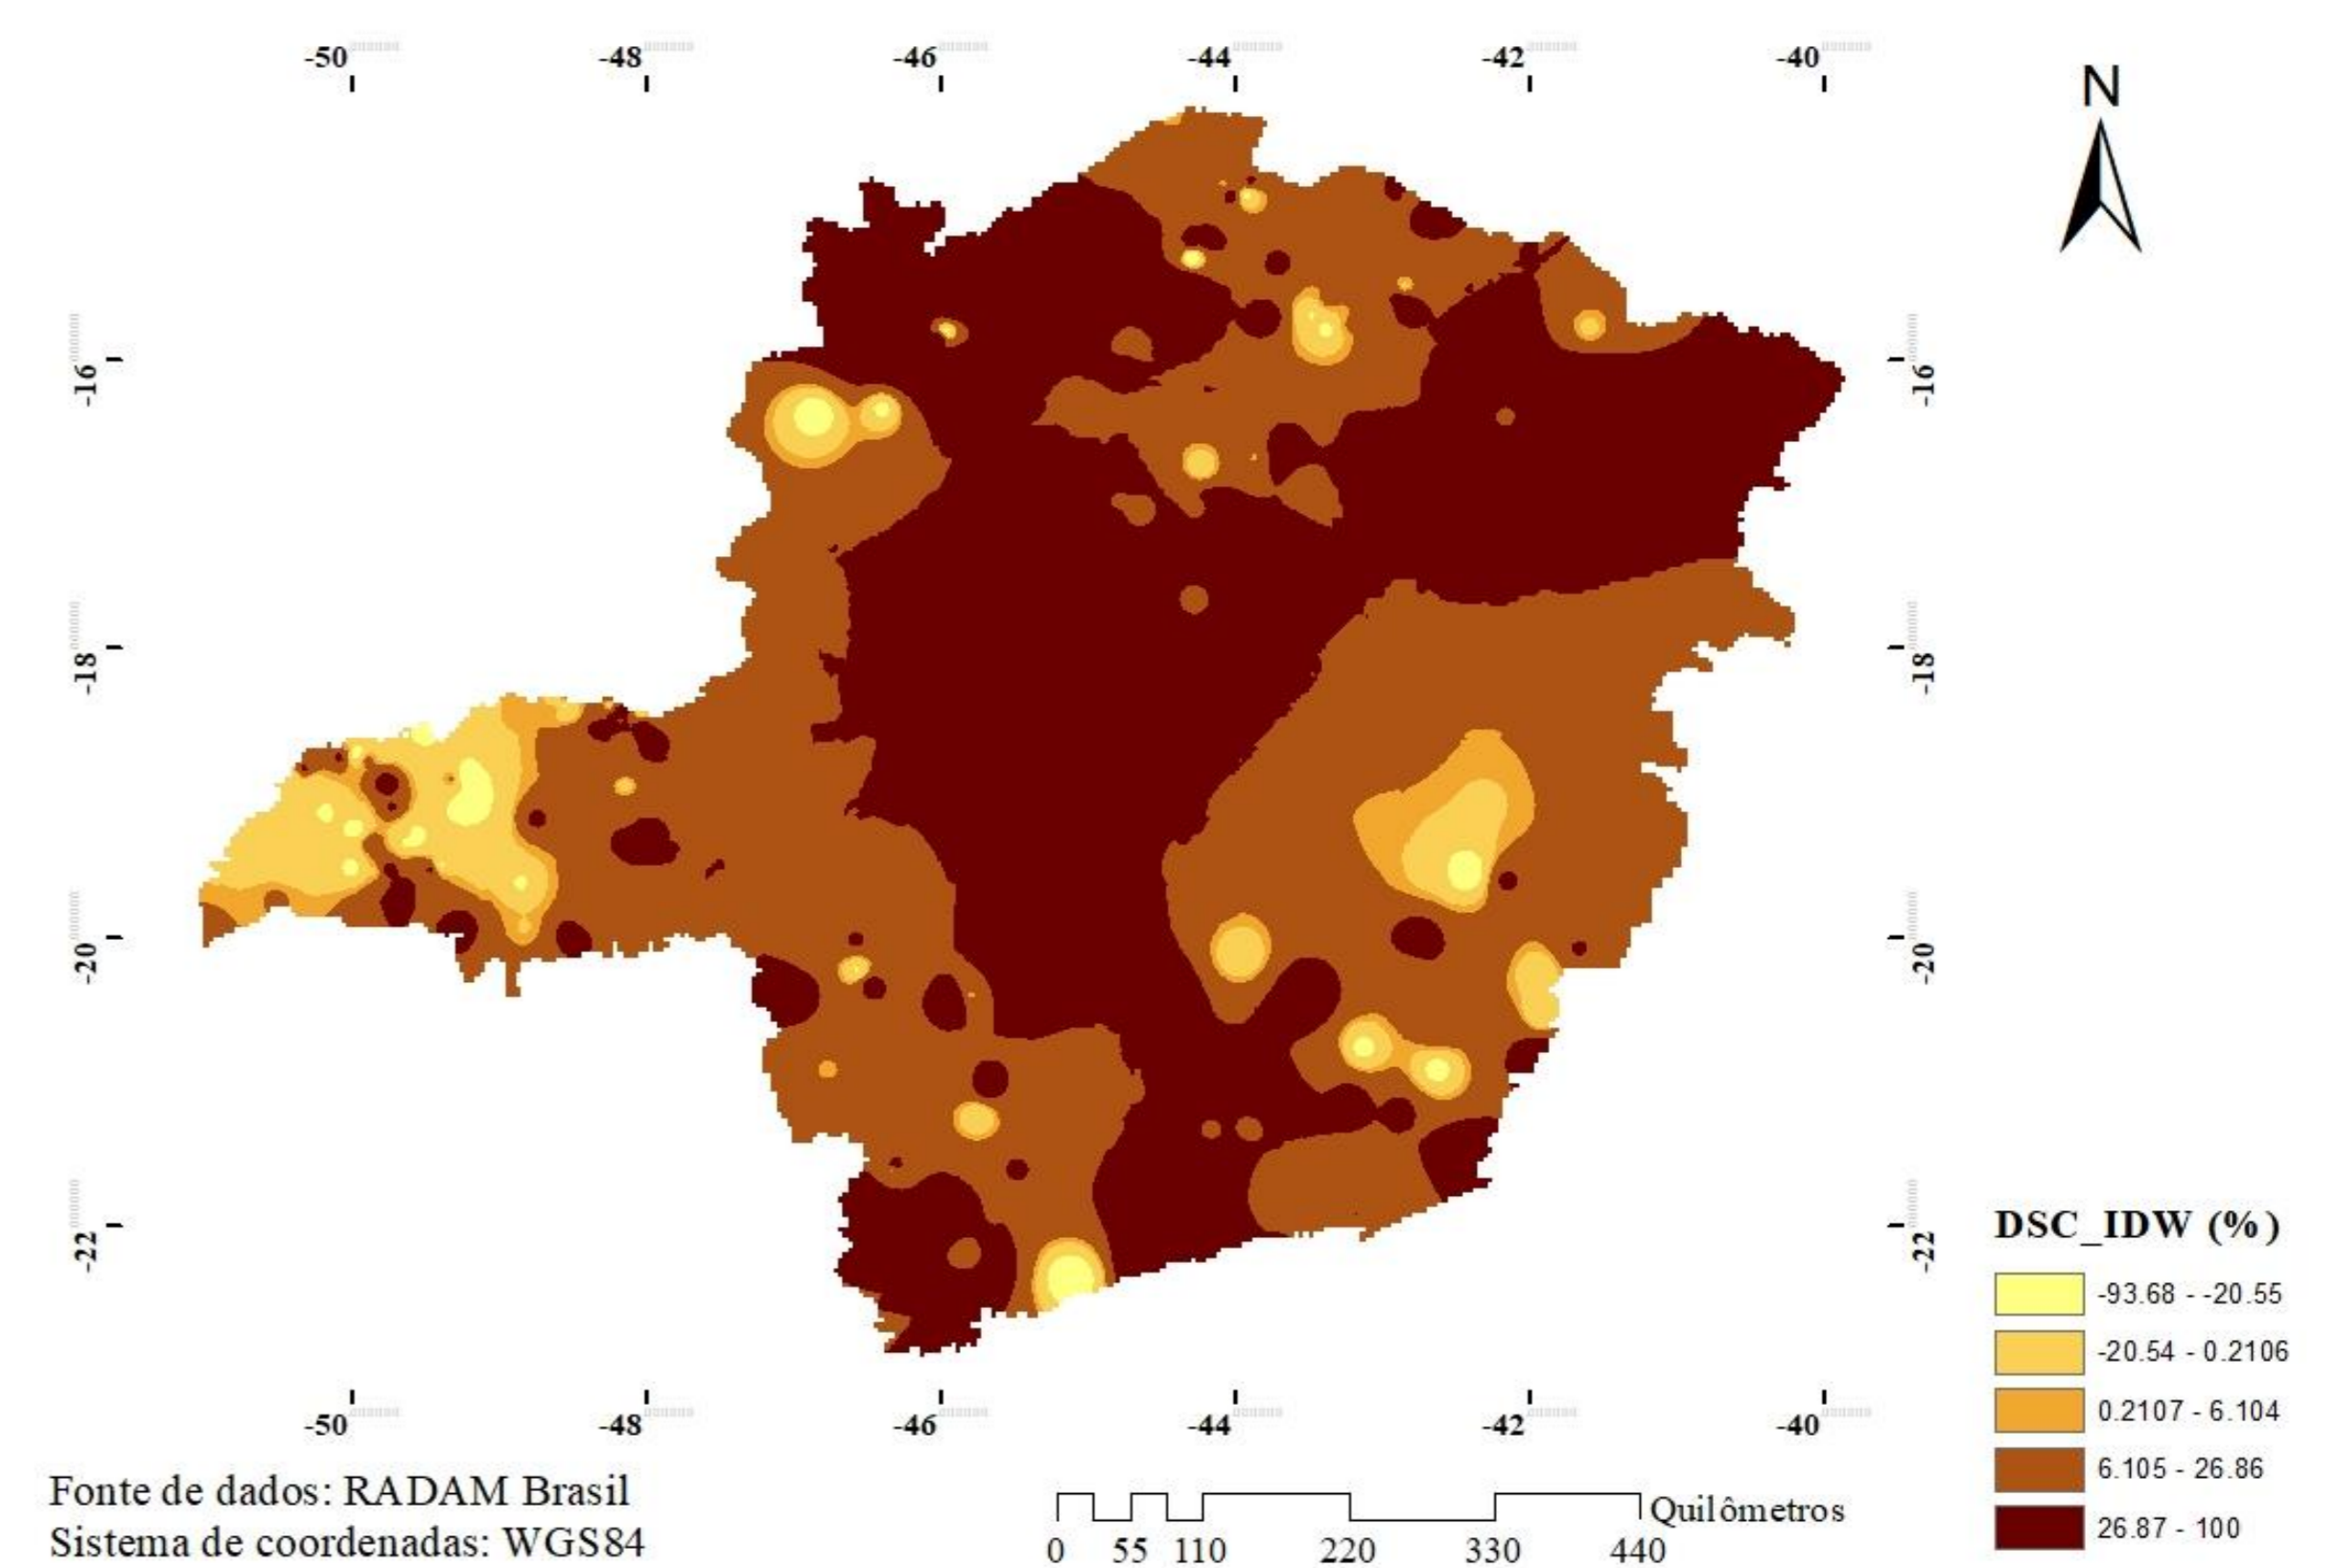 -50 -48 -46 -44 -42 -40
N
-16 -16
-18 -18
-20 -20
-22 -22
DSC_IDW (%)
-93.68 - -20.55
-20.54 - 0.2106
0.2107 - 6.104
6.105 - 26.86
26.87 - 100
-50 -48 -46 -44 -42 -40
Fonte de dados: RADAM Brasil
Sistema de coordenadas: WGS84
Quilômetros
0 55 110 220 330 440